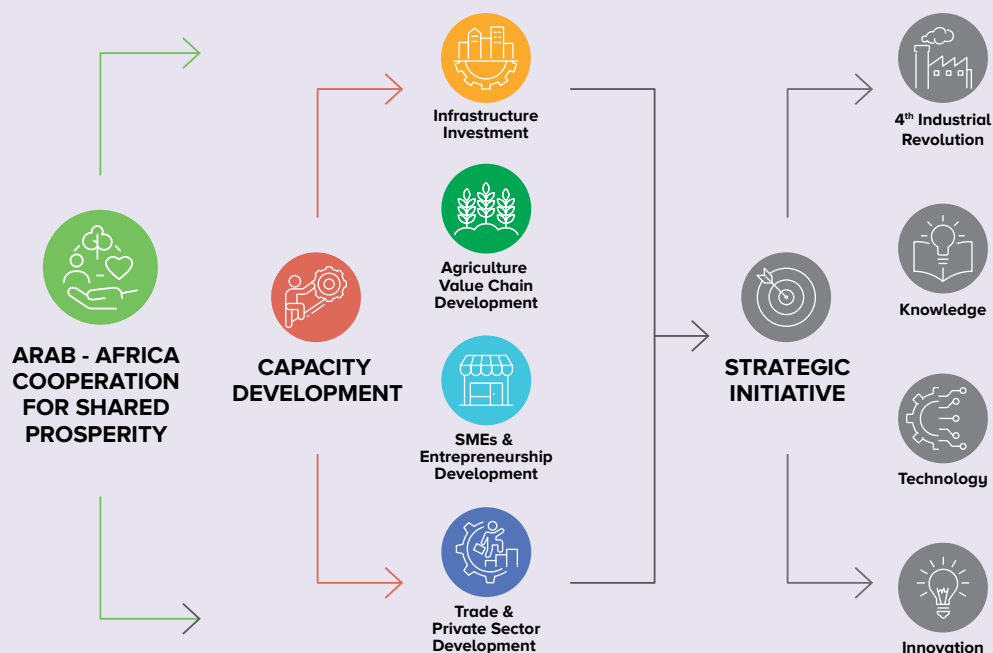 ARAB - AFRICA
COOPERATION
FOR SHARED
PROSPERITY
CAPACITY
DEVELOPMENT
Infrastructure
Investment
Agriculture
Value Chain
Development
SMEs &
Entrepreneurship
Development
Trade &
Private Sector
Development
STRATEGIC
INITIATIVE
4th Industrial
Revolution
Knowledge
Technology
Innovation